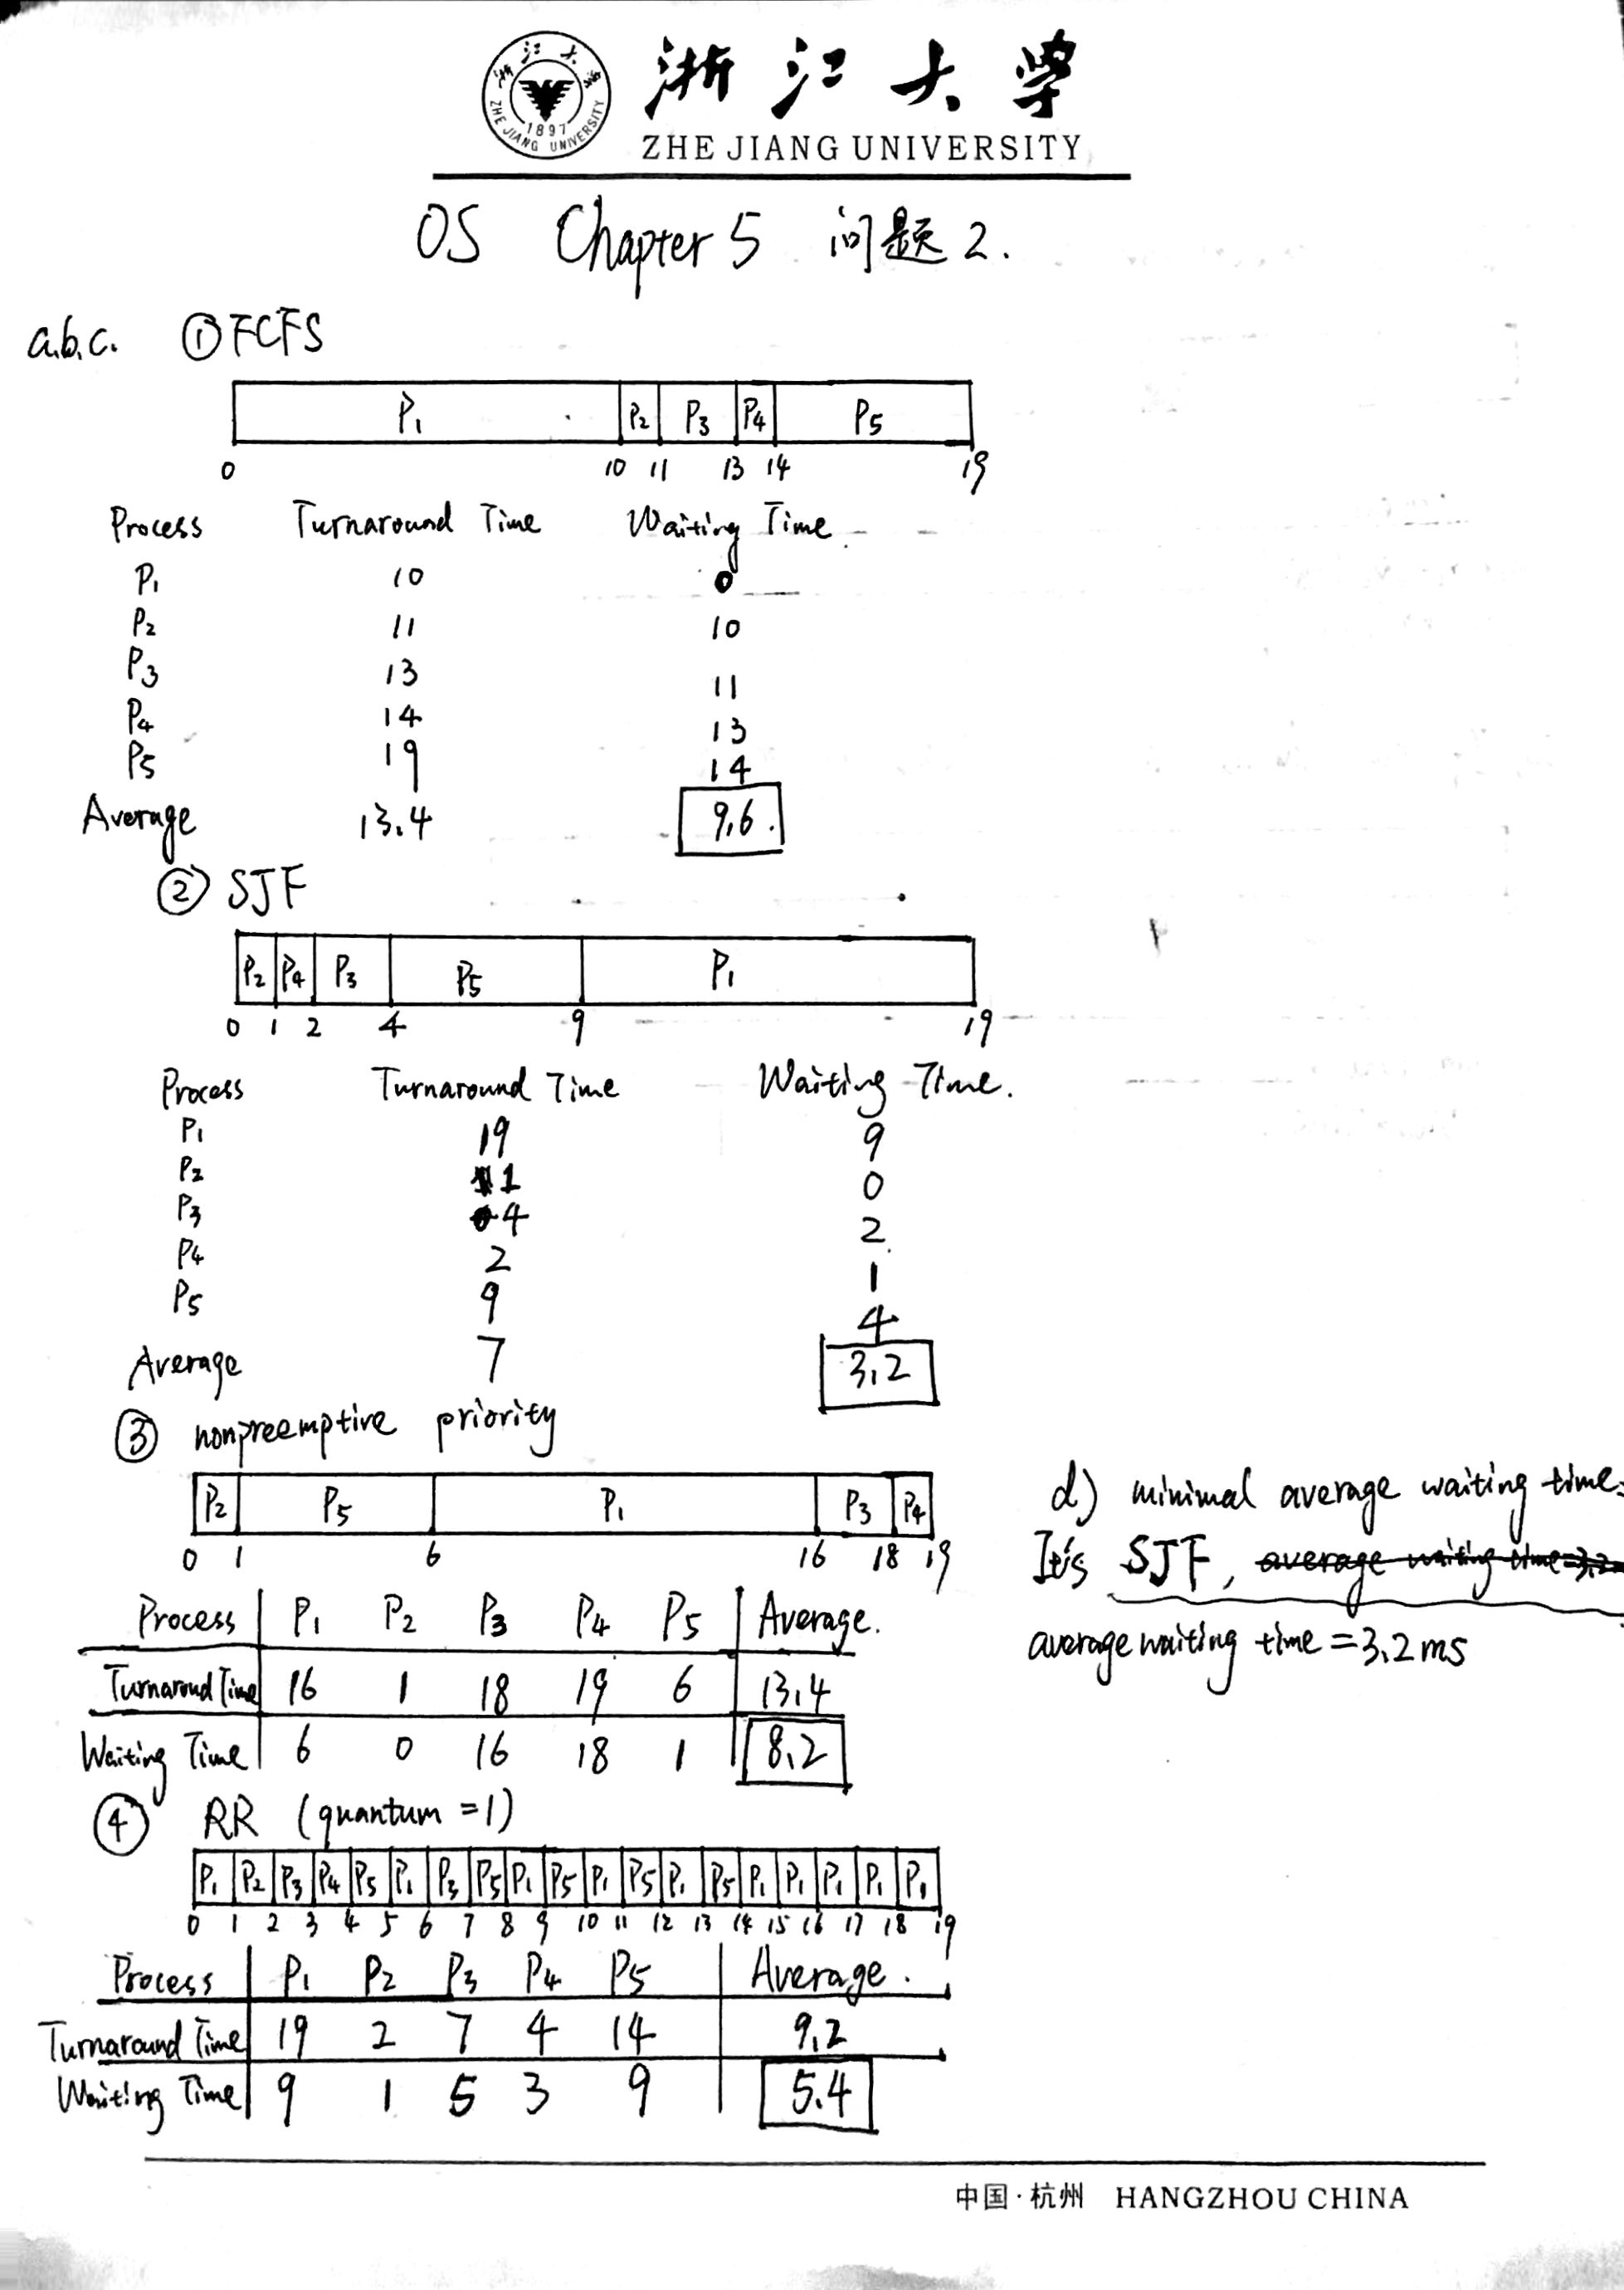 浙江大学
ZHE JIANG UNIVERSITY
1897
浙江大学
ZHE JIANG UNIVERSITY
OS Chapter 5 问题 2.
a.b.c. ① FCFS
P1 P2 P3 P4 P5
0 10 11 13 14 19
Process Turnaround Time Waiting Time
P1 10 0
P2 11 10
P3 13 11
P4 14 13
P5 19 14
Average 13.4 9.6.
② SJF
P2 P4 P3 P5 P1
0 1 2 4 9 19
Process Turnaround Time Waiting Time.
P1 19 9
P2 1 0
P3 4 2
P4 2 1
P5 9 4
Average 7 3.2
③ nonpreemptive priority
P2 P5 P1 P3 P4
0 1 6 16 18 19
Process P1 P2 P3 P4 P5 Average.
Turnaround Time 16 1 18 19 6 13.4
Waiting Time 6 0 16 18 1 8.2
d) minimal average waiting time:
It's SJF, average waiting time=3.2
average waiting time = 3.2 ms
④ RR (quantum = 1)
P1 P2 P3 P4 P5 P1 P3 P5 P1 P5 P1 P5 P1 P5 P1 P1 P1 P1 P1
0 1 2 3 4 5 6 7 8 9 10 11 12 13 14 15 16 17 18 19
Process P1 P2 P3 P4 P5 Average.
Turnaround Time 19 2 7 4 14 9.2
Waiting Time 9 1 5 3 9 5.4
中国·杭州 HANGZHOU CHINA